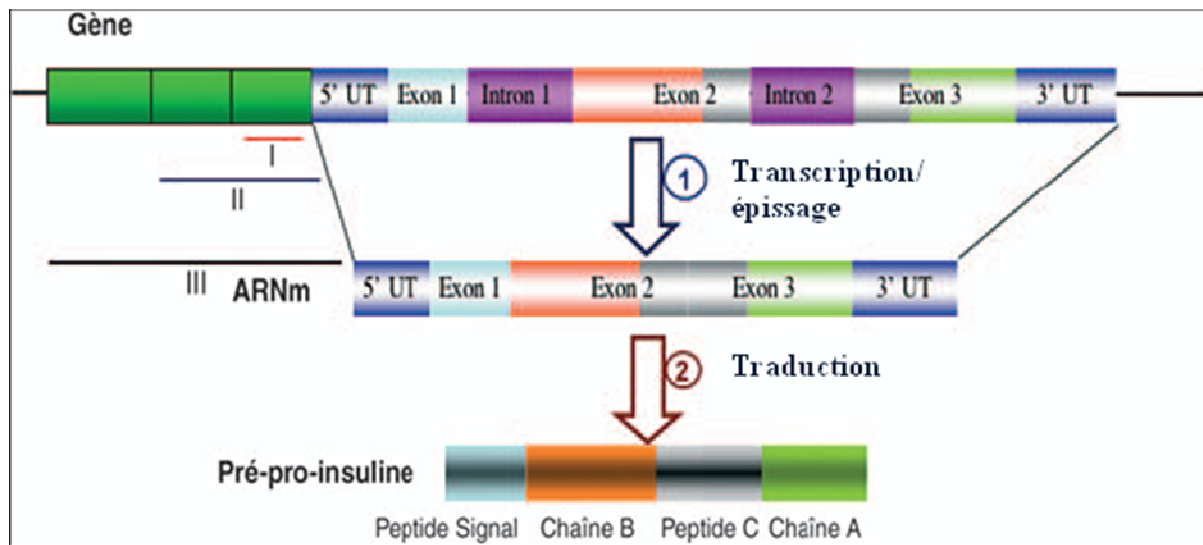 Gène
5' UT Exon 1 Intron 1 Exon 2 Intron 2 Exon 3 3' UT
I
II
III
1 Transcription/
épissage
ARNm
5' UT Exon 1 Exon 2 Exon 3 3' UT
2 Traduction
Pré-pro-insuline
Peptide Signal Chaîne B Peptide C Chaîne A